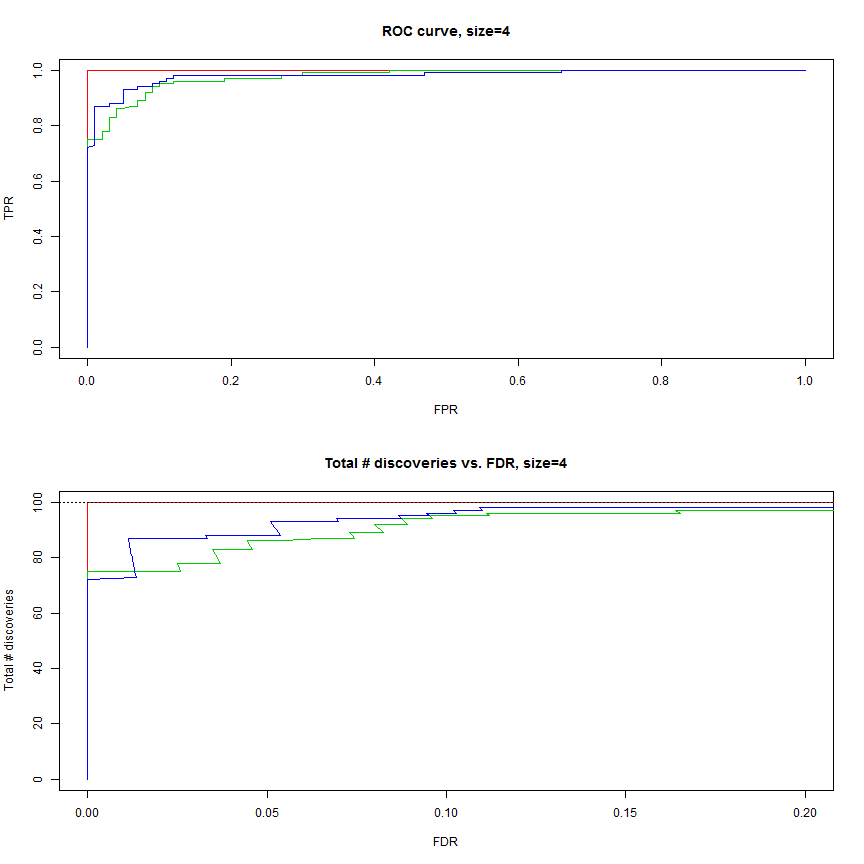 ROC curve, size=4
TPR
1.0
0.8
0.6
0.4
0.2
0.0
0.0 0.2 0.4 0.6 0.8 1.0
FPR
Total # discoveries vs. FDR, size=4
Total # discoveries
100
80
60
40
20
0
0.00 0.05 0.10 0.15 0.20
FDR